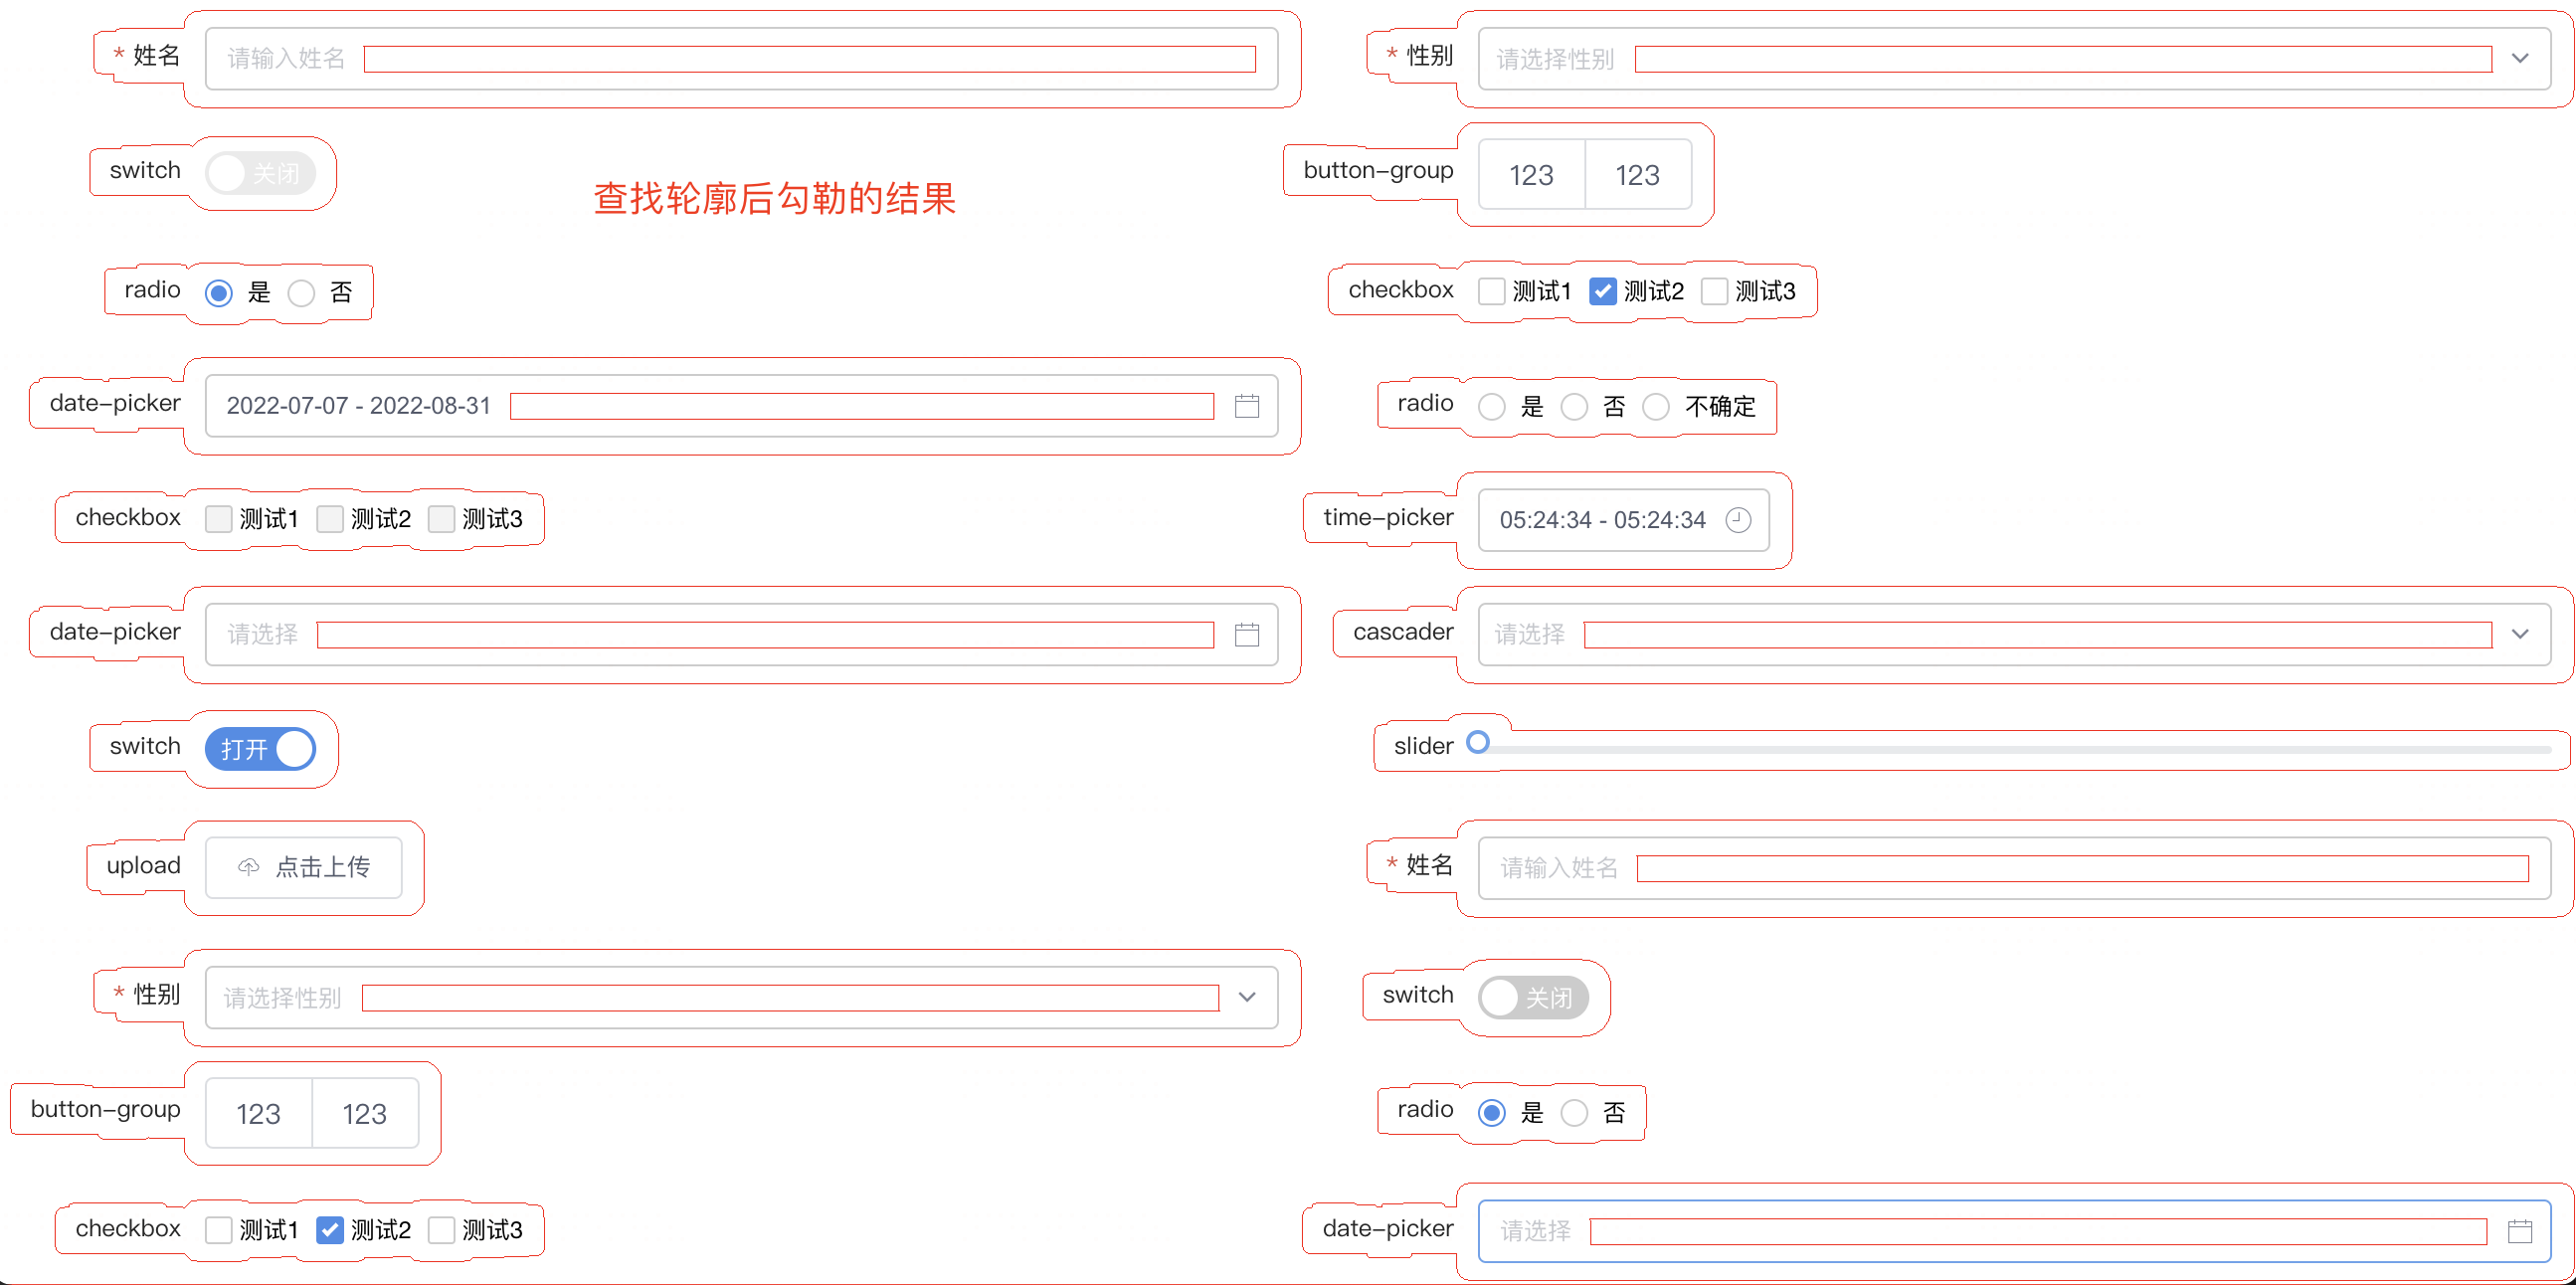 * 姓名 请输入姓名 * 性别 请选择性别
switch 关闭 button-group 123 123
查找轮廓后勾勒的结果
radio 是 否 checkbox 测试1 测试2 测试3
date-picker 2022-07-07 - 2022-08-31 radio 是 否 不确定
checkbox 测试1 测试2 测试3 time-picker 05:24:34 - 05:24:34
date-picker 请选择 cascader 请选择
switch 打开 slider
upload 点击上传 * 姓名 请输入姓名
* 性别 请选择性别 switch 关闭
button-group 123 123 radio 是 否
checkbox 测试1 测试2 测试3 date-picker 请选择